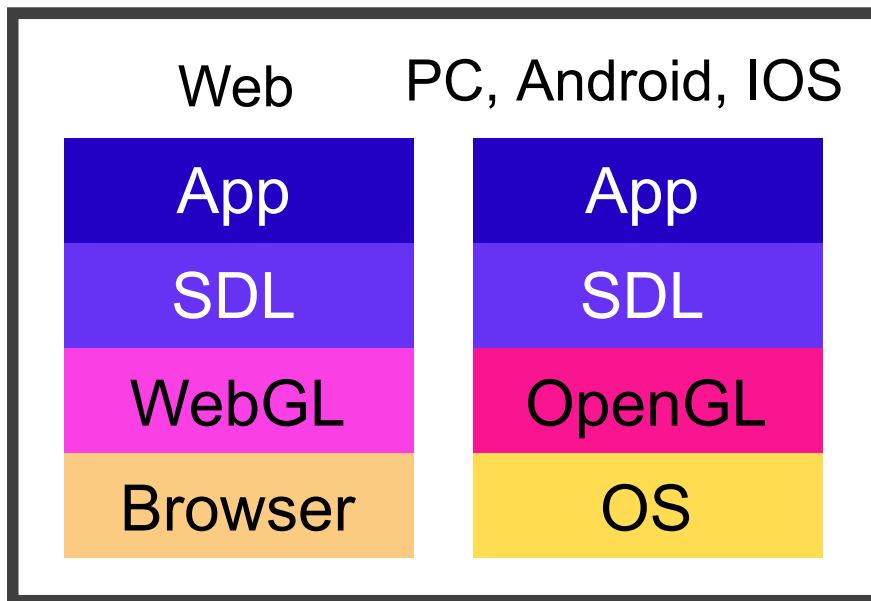 Web
App
SDL
WebGL
Browser
PC, Android, IOS
App
SDL
OpenGL
OS